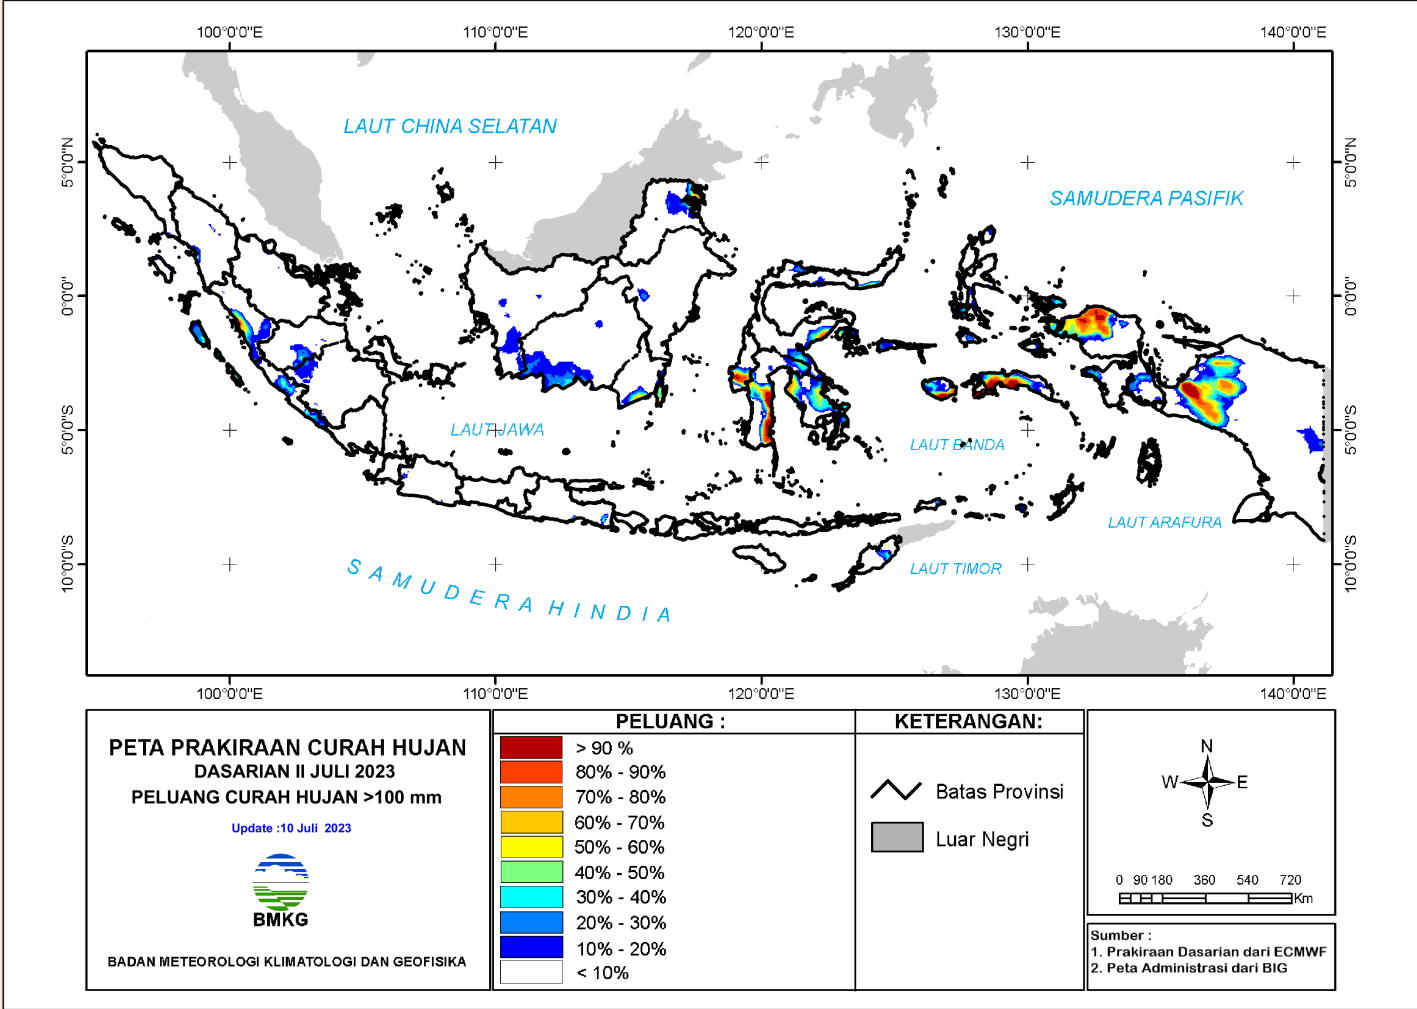 100°0'0"E 110°0'0"E 120°0'0"E 130°0'0"E 140°0'0"E
LAUT CHINA SELATAN
5°0'0"N 5°0'0"N
SAMUDERA PASIFIK
0°0'0" 0°0'0"
LAUT JAWA
5°0'0"S 5°0'0"S
LAUT BANDA
LAUT ARAFURA
10°0'0"S 10°0'0"S
LAUT TIMOR
SAMUDERA HINDIA
100°0'0"E 110°0'0"E 120°0'0"E 130°0'0"E 140°0'0"E
PETA PRAKIRAAN CURAH HUJAN
DASARIAN II JULI 2023
PELUANG CURAH HUJAN >100 mm
Update :10 Juli 2023
BMKG
BADAN METEOROLOGI KLIMATOLOGI DAN GEOFISIKA
PELUANG :
> 90 %
80% - 90%
70% - 80%
60% - 70%
50% - 60%
40% - 50%
30% - 40%
20% - 30%
10% - 20%
< 10%
KETERANGAN:
Batas Provinsi
Luar Negri
N
W E
S
0 90 180 360 540 720
Km
Sumber :
1. Prakiraan Dasarian dari ECMWF
2. Peta Administrasi dari BIG